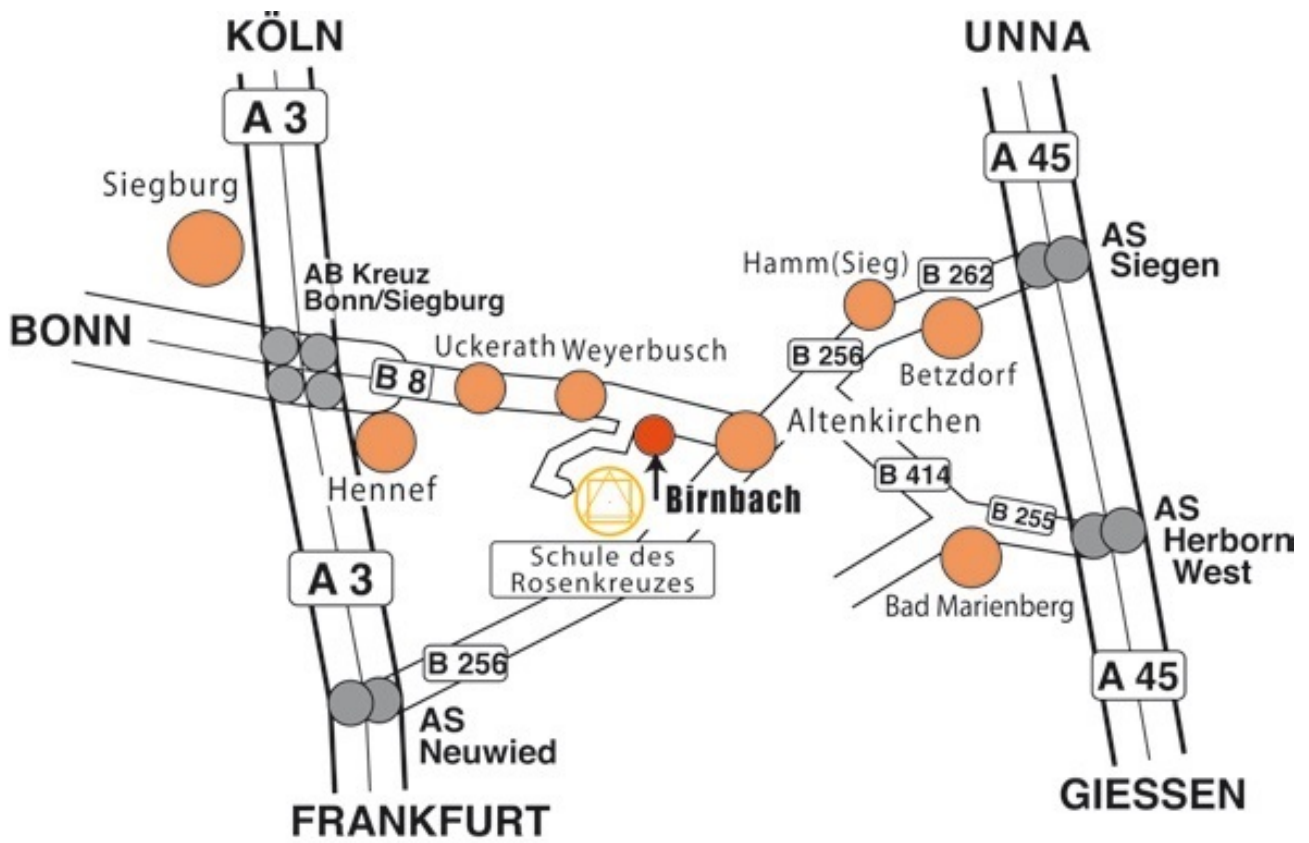 KÖLN
UNNA
A 3
A 45
Siegburg
AS
Siegen
Hamm(Sieg)
B 262
AB Kreuz
Bonn/Siegburg
BONN
Uckerath
Weyerbusch
B 256
B 8
Betzdorf
Altenkirchen
B 414
Hennef
Birnbach
B 255
AS
Herborn
West
Schule des
Rosenkreuzes
A 3
Bad Marienberg
B 256
A 45
AS
Neuwied
GIESSEN
FRANKFURT